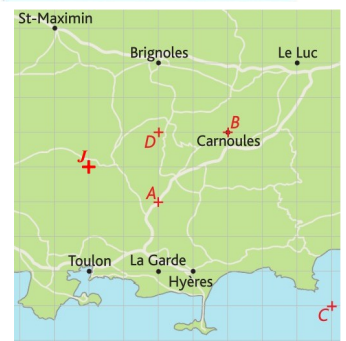 St-Maximin
Brignoles
Le Luc
B
D
Carnoules
J
A
Toulon
La Garde
Hyères
C